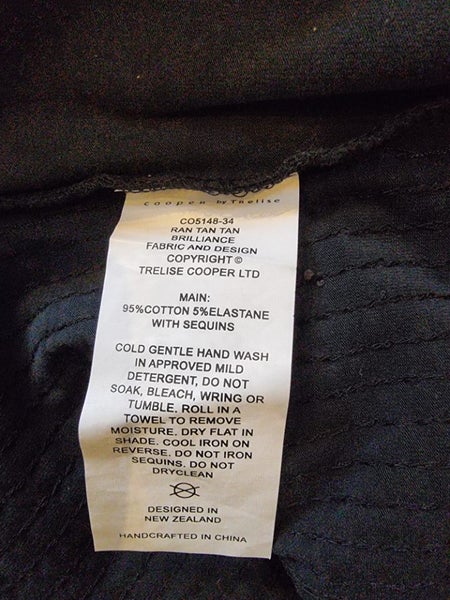 cooper by Trelise
CO5148-34
RAN TAN TAN
BRILLIANCE
FABRIC AND DESIGN
COPYRIGHT ©
TRELISE COOPER LTD
MAIN:
95%COTTON 5%ELASTANE
WITH SEQUINS
COLD GENTLE HAND WASH
IN APPROVED MILD
DETERGENT, DO NOT
SOAK, BLEACH, WRING OR
TUMBLE. ROLL IN A
TOWEL TO REMOVE
MOISTURE. DRY FLAT IN
SHADE. COOL IRON ON
REVERSE. DO NOT IRON
SEQUINS. DO NOT
DRYCLEAN
DESIGNED IN
NEW ZEALAND
HANDCRAFTED IN CHINA